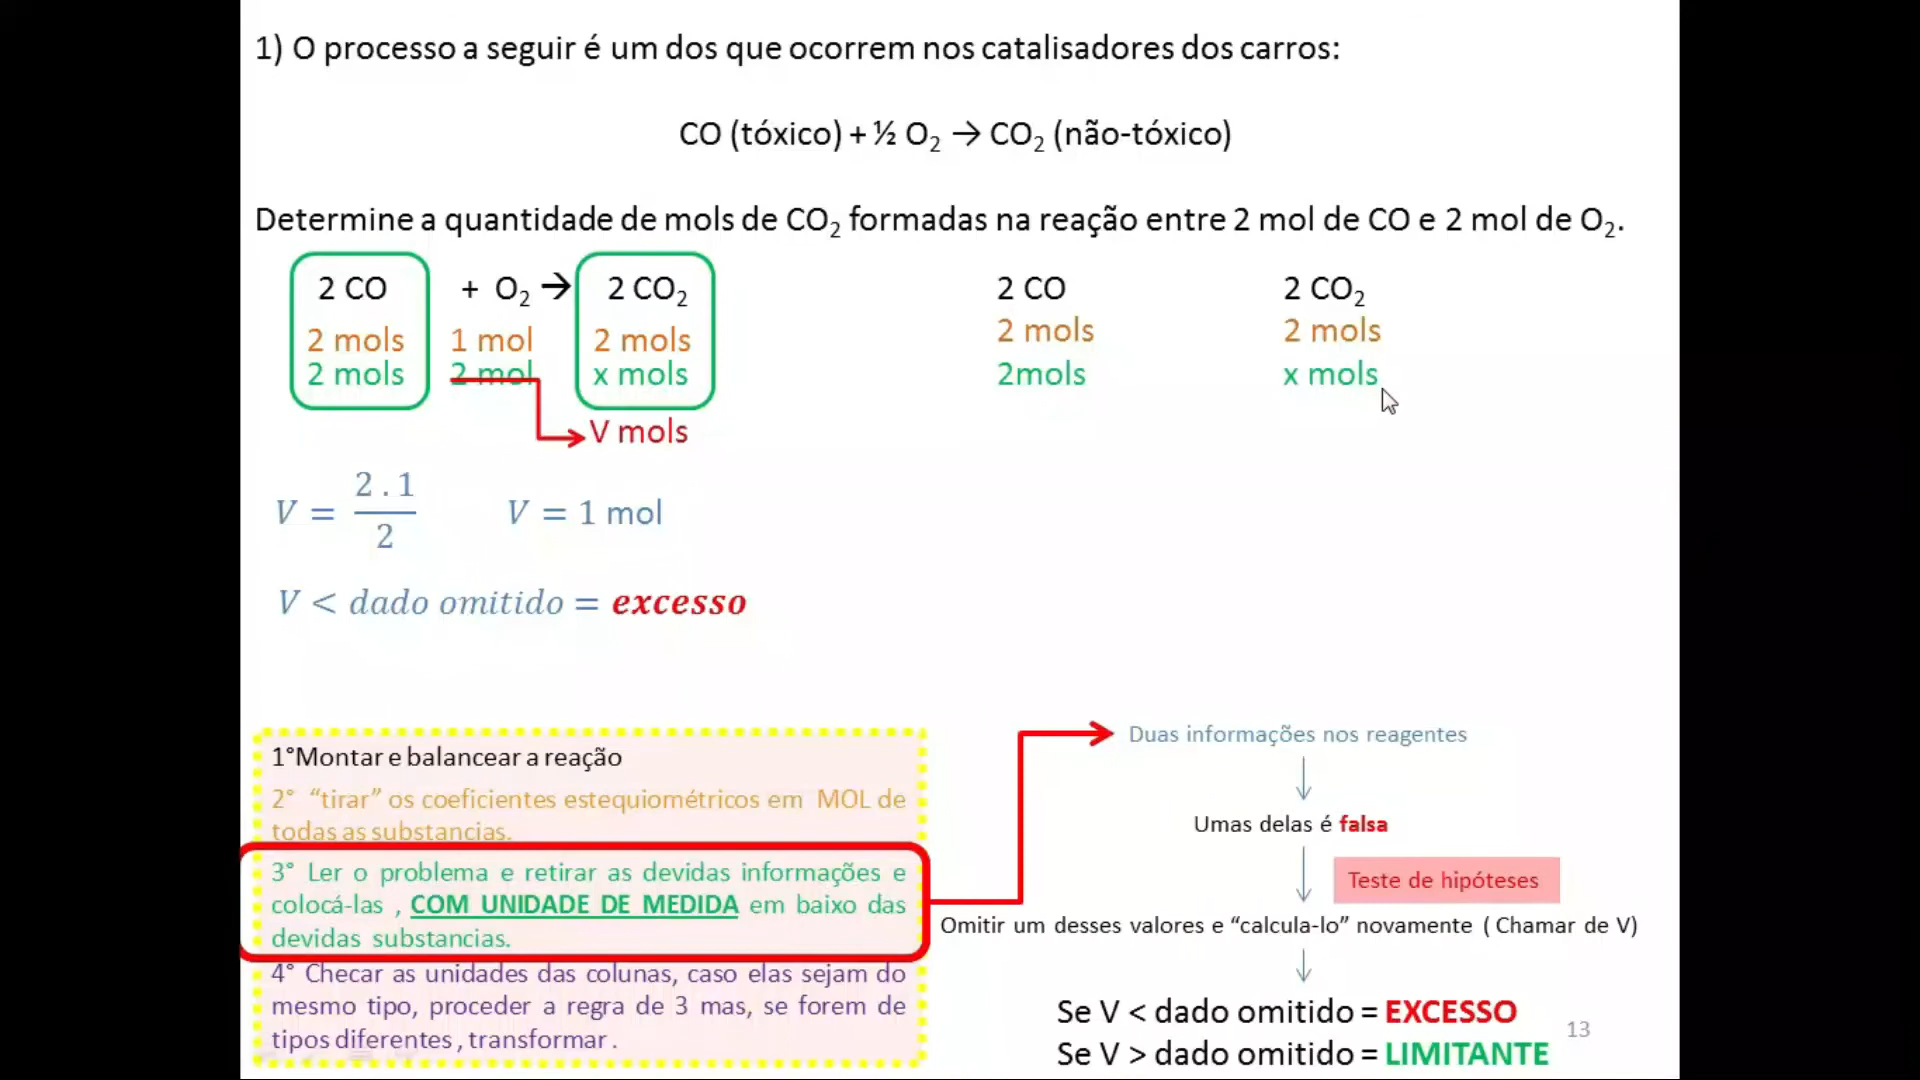 1) O processo a seguir é um dos que ocorrem nos catalisadores dos carros:
CO (tóxico) + ½ O₂ → CO₂ (não-tóxico)
Determine a quantidade de mols de CO₂ formadas na reação entre 2 mol de CO e 2 mol de O₂.
2 CO + O₂ → 2 CO₂
2 mols 1 mol 2 mols
2 mols 2 mol x mols
V mols
2 CO 2 CO₂
2 mols 2 mols
2mols x mols
V = 2 . 1 / 2 V = 1 mol
V < dado omitido = excesso
1°Montar e balancear a reação
2° “tirar” os coeficientes estequiométricos em MOL de
todas as substancias.
3° Ler o problema e retirar as devidas informações e
colocá-las , COM UNIDADE DE MEDIDA em baixo das
devidas substancias.
4° Checar as unidades das colunas, caso elas sejam do
mesmo tipo, proceder a regra de 3 mas, se forem de
tipos diferentes , transformar .
Duas informações nos reagentes
Umas delas é falsa
Teste de hipóteses
Omitir um desses valores e “calcula-lo” novamente ( Chamar de V)
Se V < dado omitido = EXCESSO
Se V > dado omitido = LIMITANTE
13